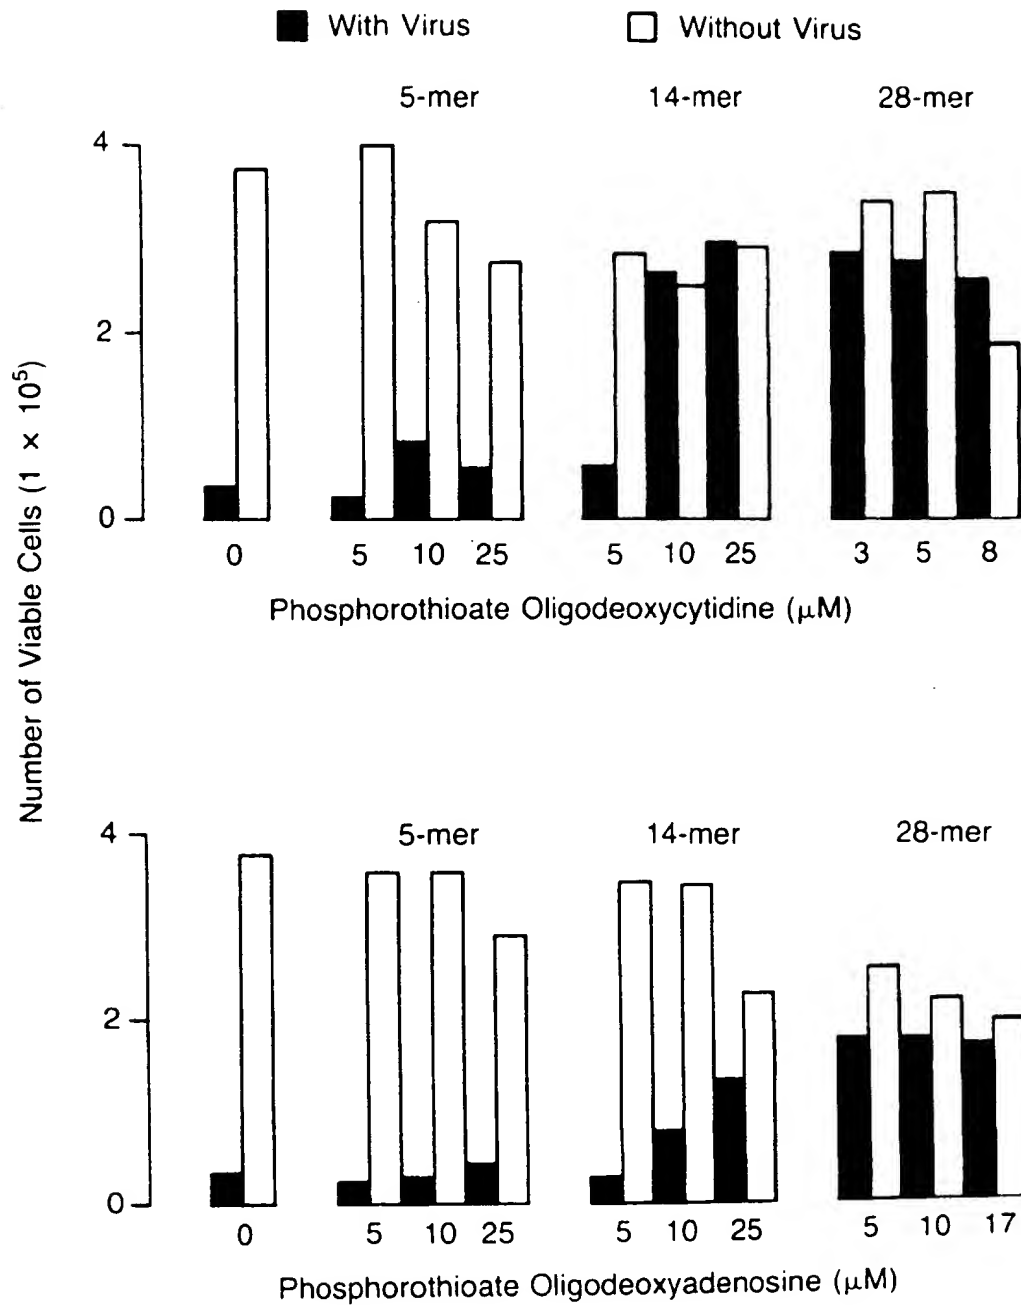 With Virus Without Virus
5-mer 14-mer 28-mer
4
2
0
0 5 10 25 5 10 25 3 5 8
Phosphorothioate Oligodeoxycytidine (μM)
Number of Viable Cells (1 × 10⁵)
4 5-mer 14-mer 28-mer
2
0
0 5 10 25 5 10 25 5 10 17
Phosphorothioate Oligodeoxyadenosine (μM)